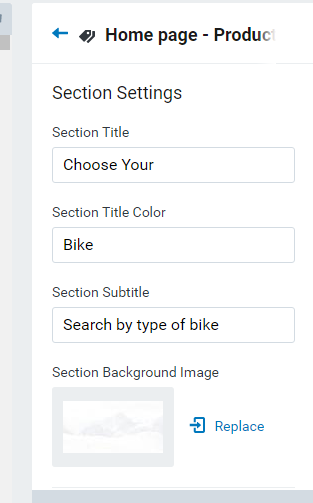 Home page - Product
Section Settings
Section Title
Choose Your
Section Title Color
Bike
Section Subtitle
Search by type of bike
Section Background Image
Replace